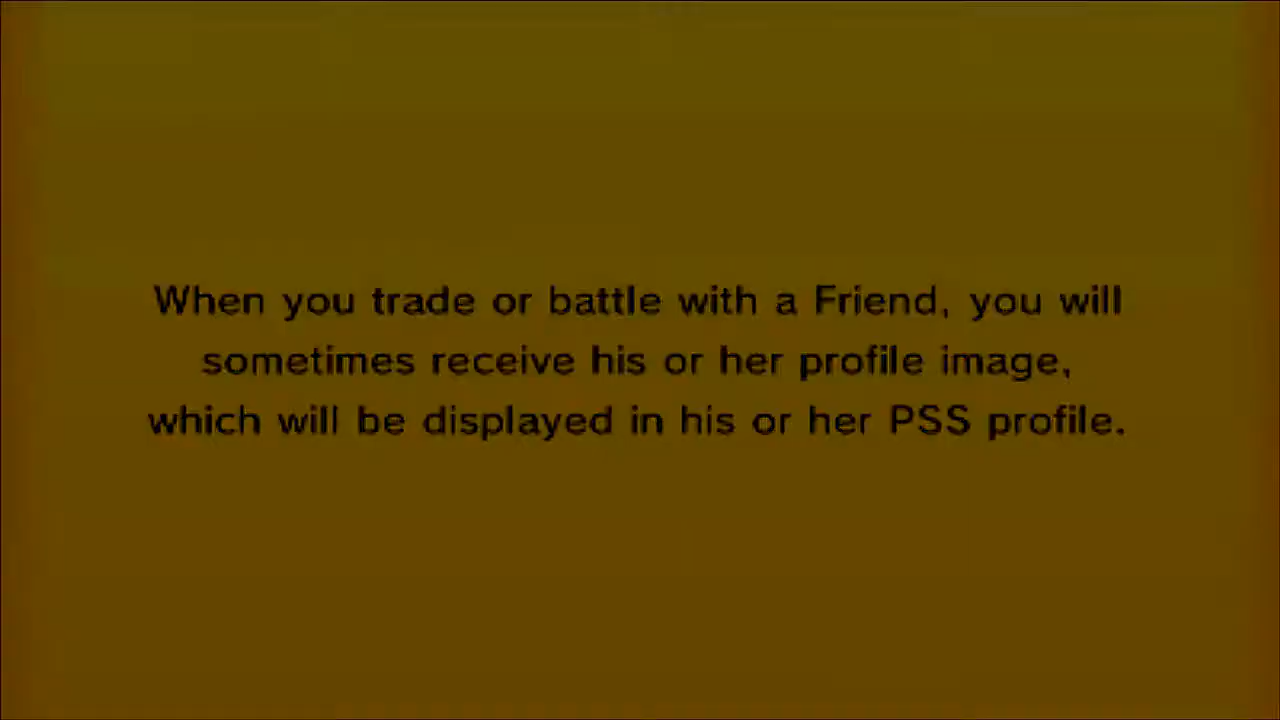 When you trade or battle with a Friend, you will
sometimes receive his or her profile image,
which will be displayed in his or her PSS profile.